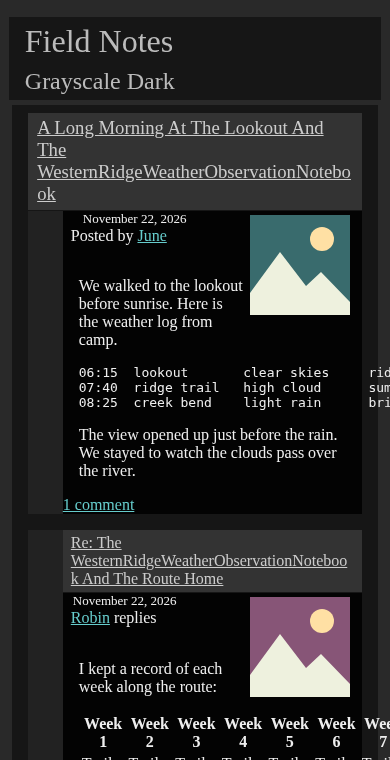 Field Notes
Grayscale Dark
A Long Morning At The Lookout And
The
WesternRidgeWeatherObservationNotebo
ok
November 22, 2026
Posted by June
We walked to the lookout
before sunrise. Here is
the weather log from
camp.
06:15 lookout clear skies rid
07:40 ridge trail high cloud sum
08:25 creek bend light rain bri
The view opened up just before the rain.
We stayed to watch the clouds pass over
the river.
1 comment
Re: The
WesternRidgeWeatherObservationNoteboo
k And The Route Home
November 22, 2026
Robin replies
I kept a record of each
week along the route:
Week Week Week Week Week Week Wee
1 2 3 4 5 6 7